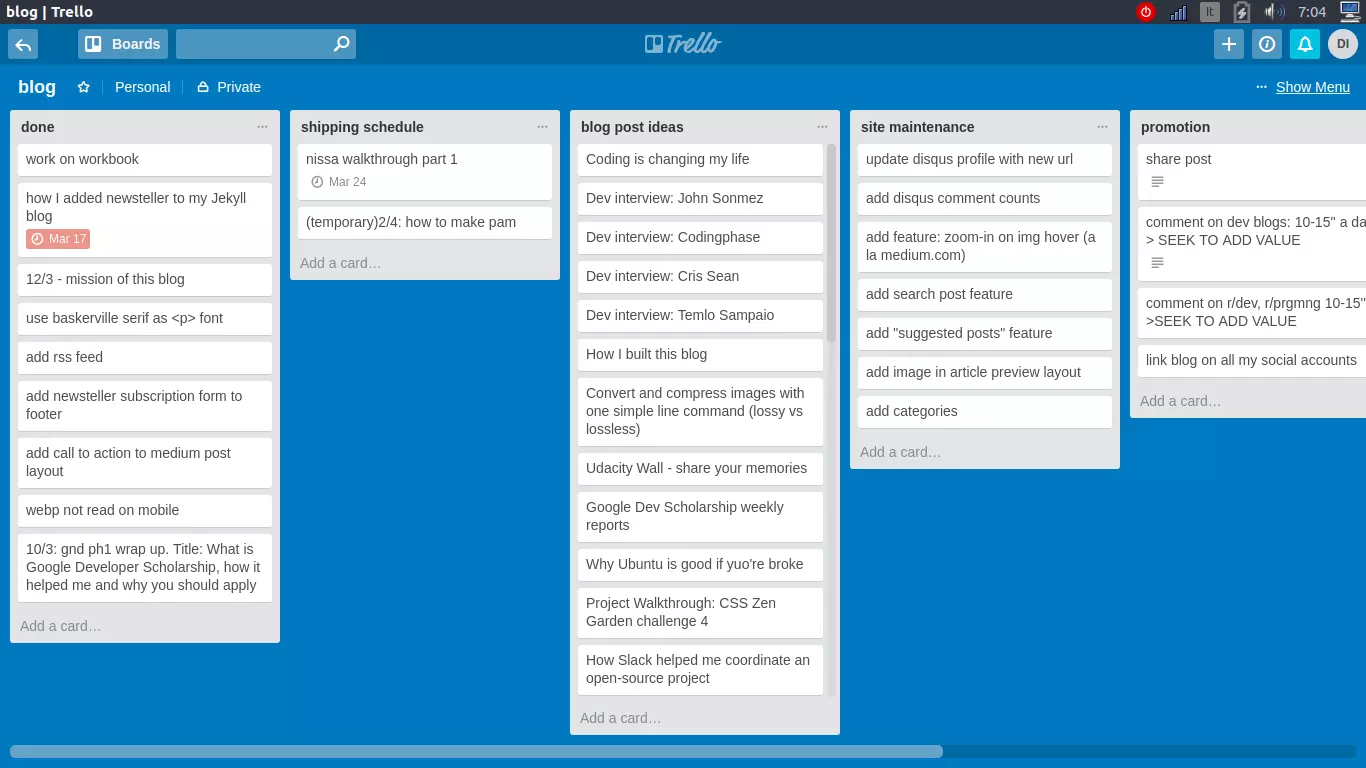 blog | Trello
It
7:04
Boards
Trello
DI
blog
Personal
Private
Show Menu
done
work on workbook
how I added newsteller to my Jekyll
blog
Mar 17
12/3 - mission of this blog
use baskerville serif as <p> font
add rss feed
add newsteller subscription form to
footer
add call to action to medium post
layout
webp not read on mobile
10/3: gnd ph1 wrap up. Title: What is
Google Developer Scholarship, how it
helped me and why you should apply
Add a card…
shipping schedule
nissa walkthrough part 1
Mar 24
(temporary)2/4: how to make pam
Add a card…
blog post ideas
Coding is changing my life
Dev interview: John Sonmez
Dev interview: Codingphase
Dev interview: Cris Sean
Dev interview: Temlo Sampaio
How I built this blog
Convert and compress images with
one simple line command (lossy vs
lossless)
Udacity Wall - share your memories
Google Dev Scholarship weekly
reports
Why Ubuntu is good if yuo're broke
Project Walkthrough: CSS Zen
Garden challenge 4
How Slack helped me coordinate an
open-source project
Add a card…
site maintenance
update disqus profile with new url
add disqus comment counts
add feature: zoom-in on img hover (a
la medium.com)
add search post feature
add "suggested posts" feature
add image in article preview layout
add categories
Add a card…
promotion
share post
comment on dev blogs: 10-15" a da
> SEEK TO ADD VALUE
comment on r/dev, r/prgmng 10-15"
>SEEK TO ADD VALUE
link blog on all my social accounts
Add a card…